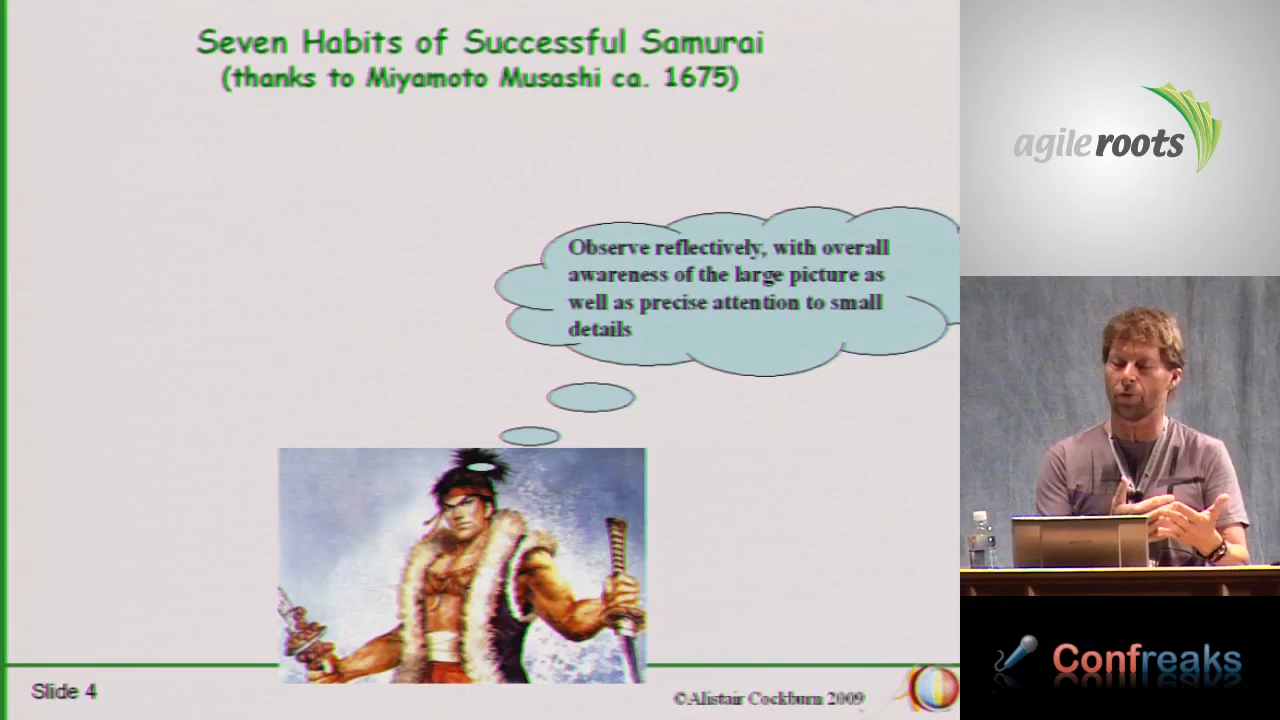 Seven Habits of Successful Samurai
(thanks to Miyamoto Musashi ca. 1675)
Observe reflectively, with overall
awareness of the large picture as
well as precise attention to small
details
Slide 4
©Alistair Cockburn 2009
agile roots
Confreaks